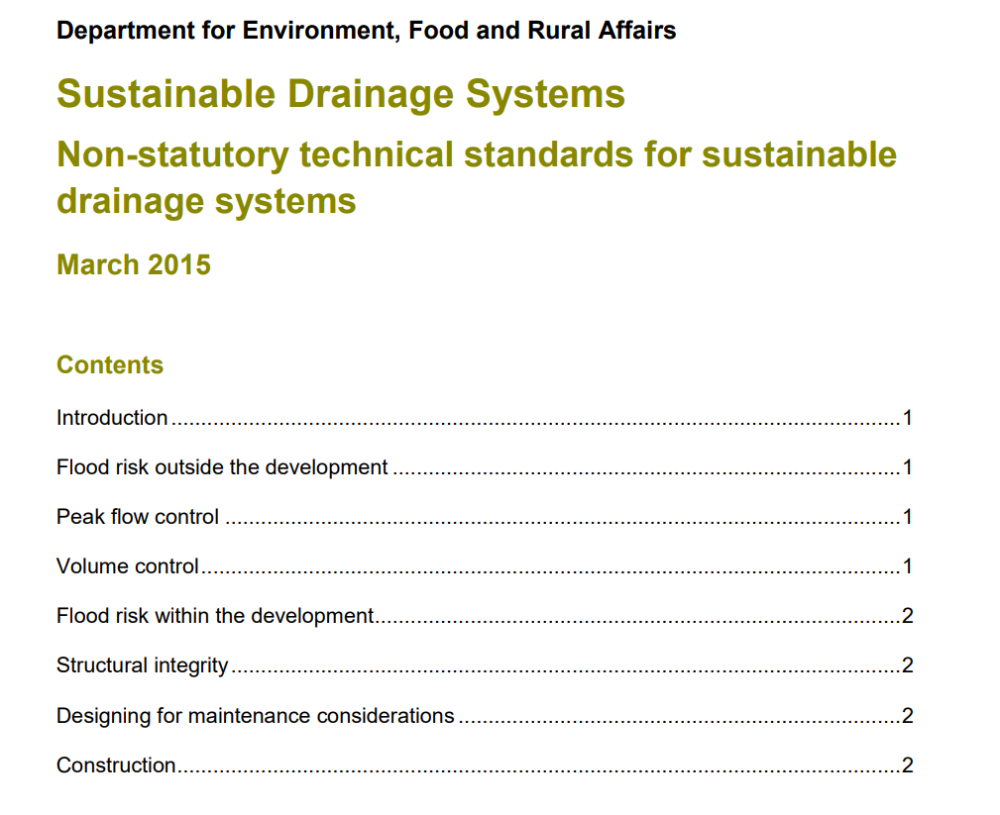 Department for Environment, Food and Rural Affairs
Sustainable Drainage Systems
Non-statutory technical standards for sustainable
drainage systems
March 2015
Contents
Introduction ........................................................................................................................... 1
Flood risk outside the development ..................................................................................... 1
Peak flow control .................................................................................................................. 1
Volume control ...................................................................................................................... 1
Flood risk within the development ........................................................................................ 2
Structural integrity ................................................................................................................. 2
Designing for maintenance considerations .......................................................................... 2
Construction .......................................................................................................................... 2